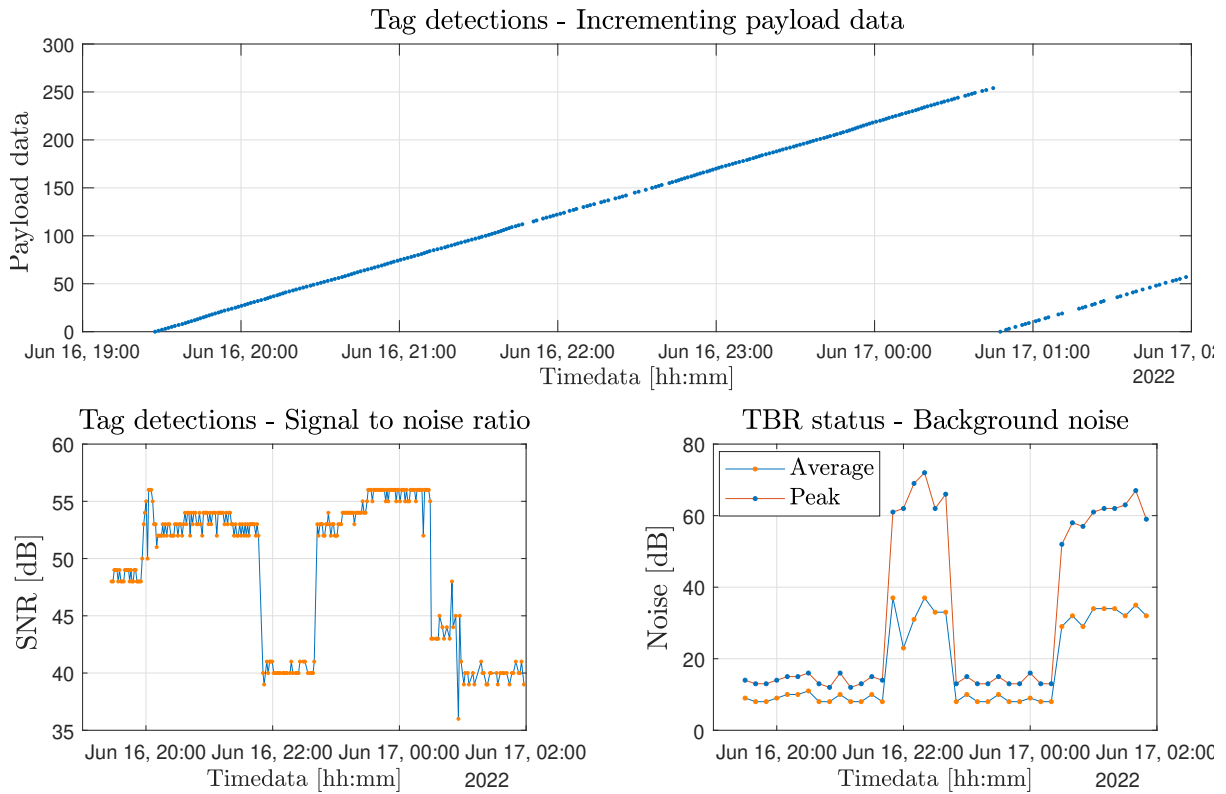 Tag detections - Incrementing payload data
300
250
200
150
100
50
0
Payload data
Jun 16, 19:00 Jun 16, 20:00 Jun 16, 21:00 Jun 16, 22:00 Jun 16, 23:00 Jun 17, 00:00 Jun 17, 01:00 Jun 17, 02
Timedata [hh:mm]
2022
Tag detections - Signal to noise ratio
60
55
50
45
40
35
SNR [dB]
Jun 16, 20:00 Jun 16, 22:00 Jun 17, 00:00 Jun 17, 02:00
Timedata [hh:mm]
2022
TBR status - Background noise
80
60
40
20
0
Noise [dB]
Average
Peak
Jun 16, 20:00 Jun 16, 22:00 Jun 17, 00:00 Jun 17, 02:00
Timedata [hh:mm]
2022